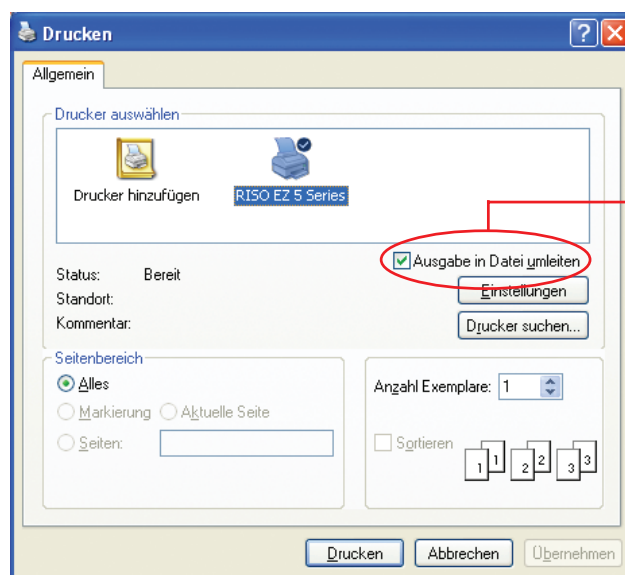 Drucken
Allgemein
Drucker auswählen
Drucker hinzufügen
RISO EZ 5 Series
Ausgabe in Datei umleiten
Status: Bereit
Einstellungen
Standort:
Kommentar:
Drucker suchen...
Seitenbereich
Alles
Anzahl Exemplare: 1
Markierung Aktuelle Seite
Seiten:
Sortieren
1 1 2 2 3 3
Drucken Abbrechen Übernehmen